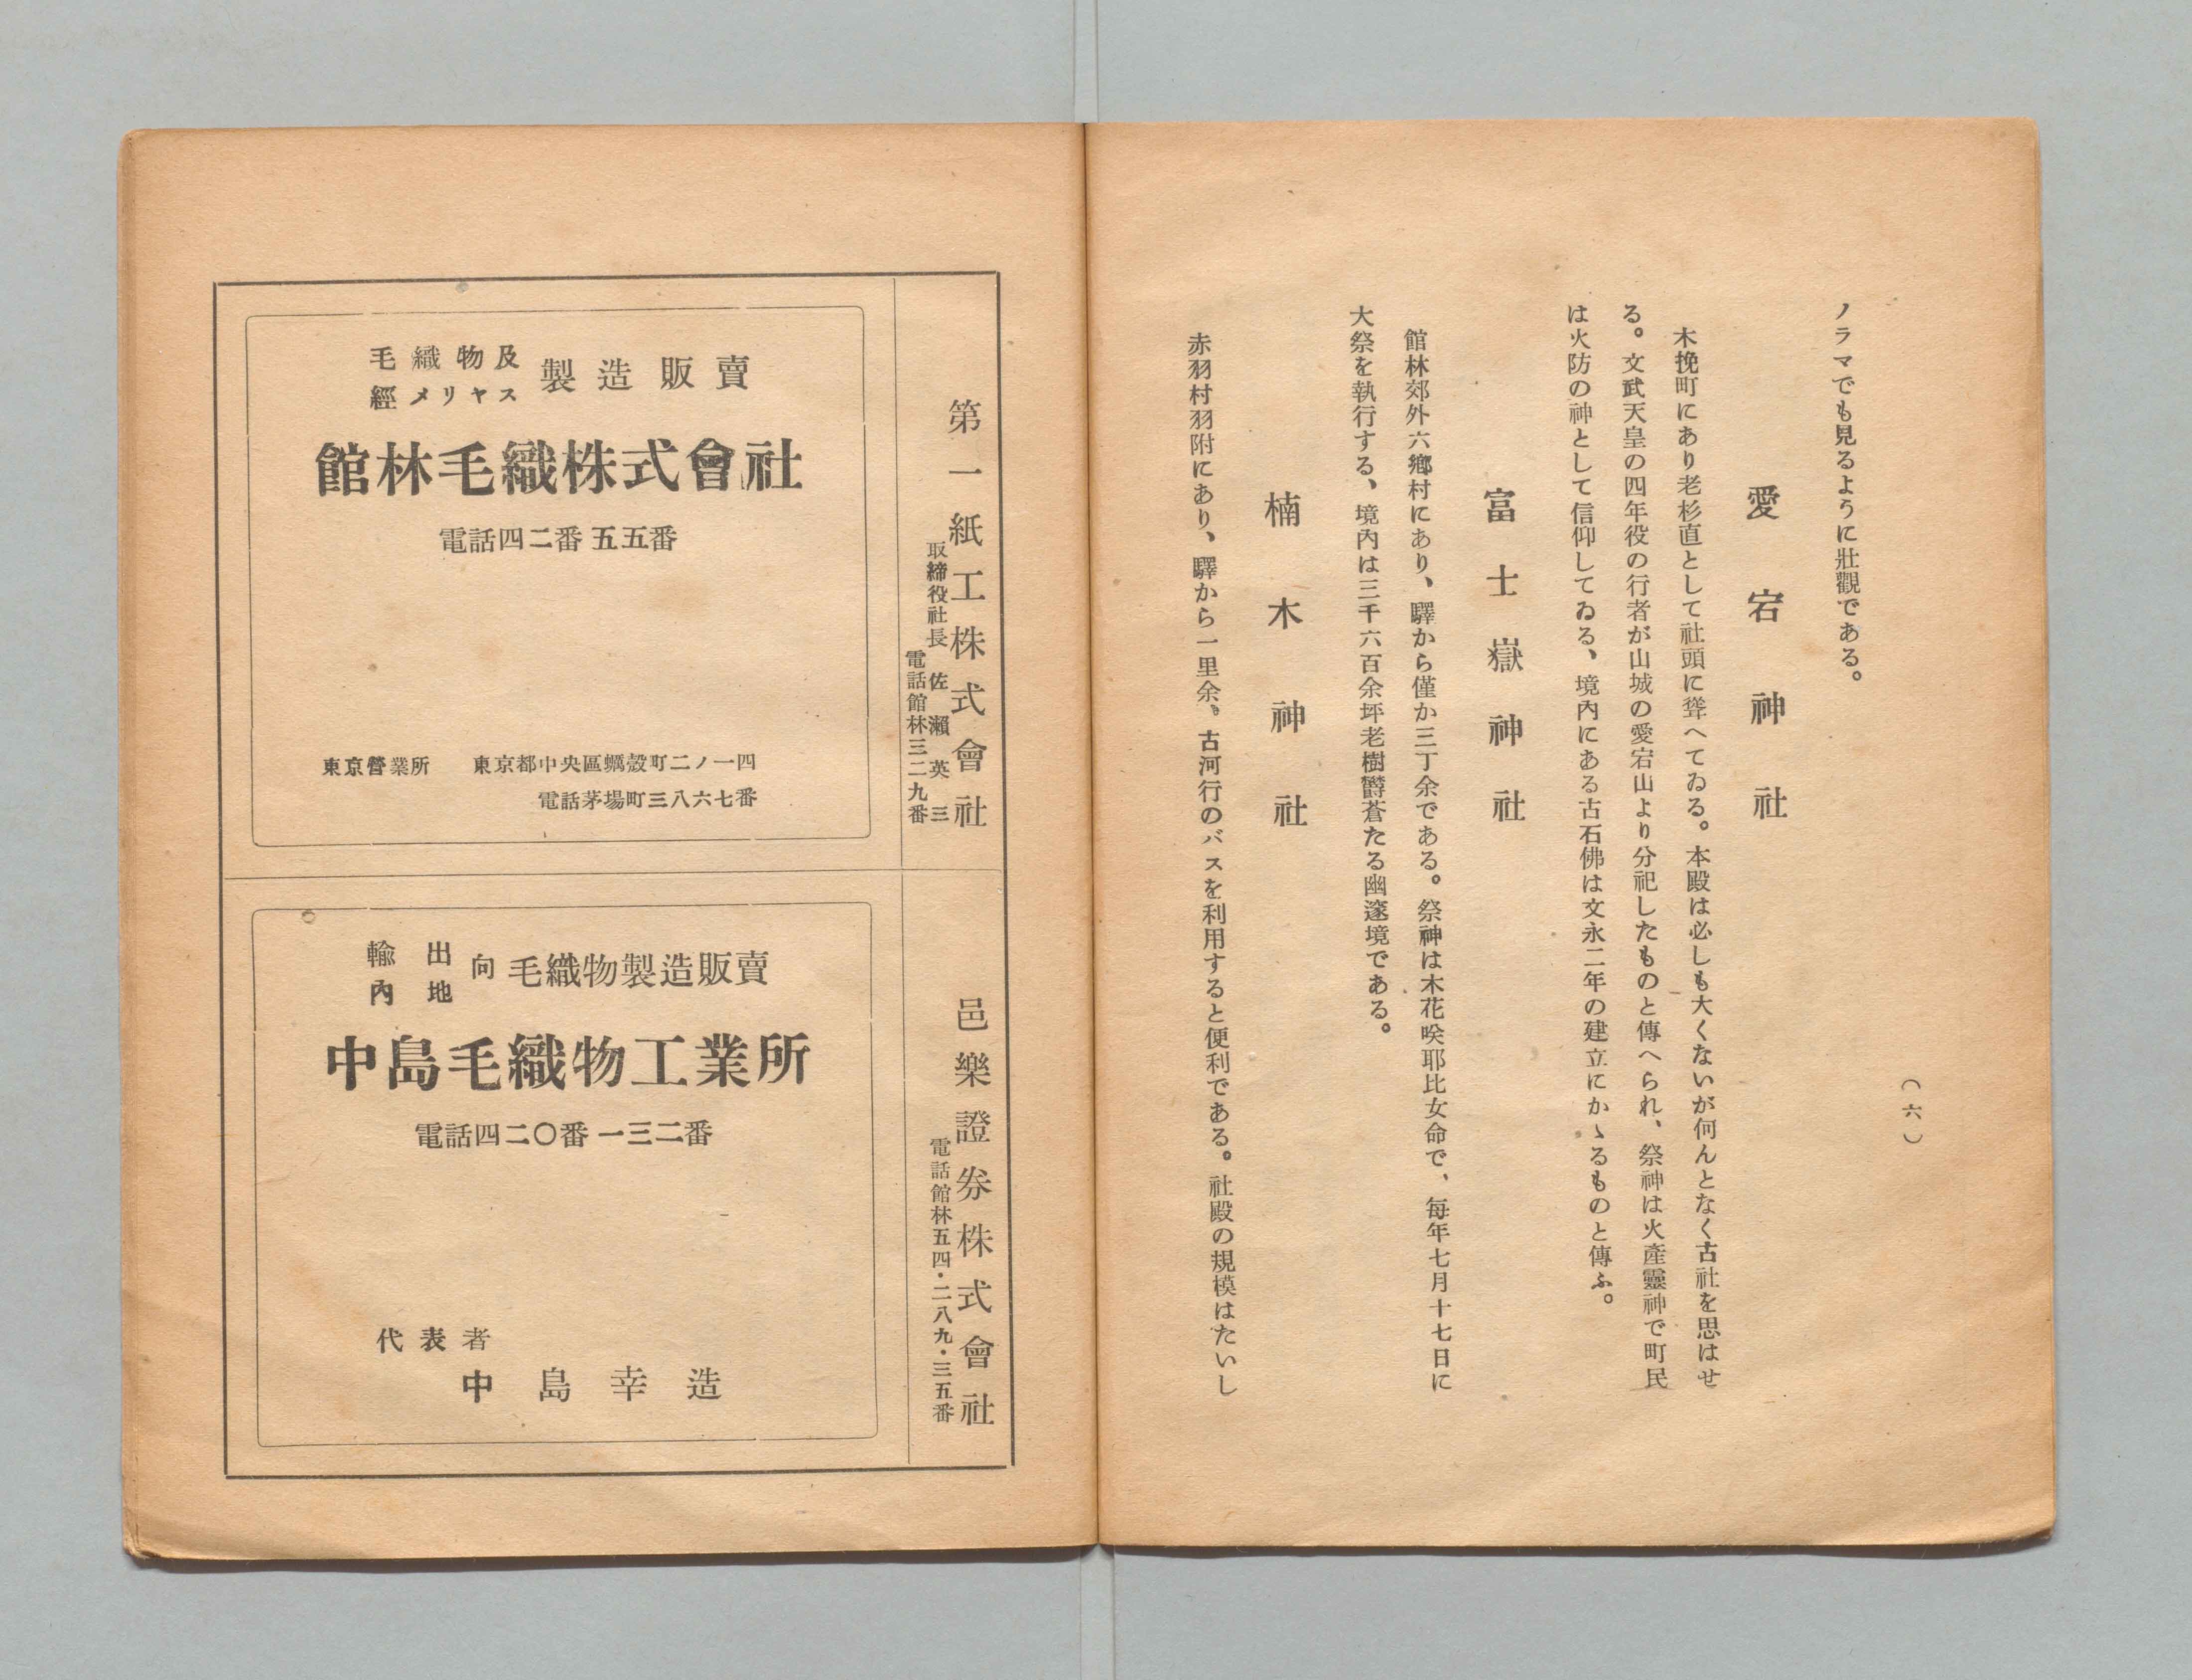 （六）
ノラマでも見るように壯觀である。
愛宕神社
木挽町にあり老杉直として社頭に聳へてゐる。本殿は必しも大くないが何んとなく古社を思はせ
る。文武天皇の四年役の行者が山城の愛宕山より分祀したものと傳へられ、祭神は火產靈神で町民
は火防の神として信仰してゐる、境內にある古石佛は文永二年の建立にかゝるものと傳ふ。
富士嶽神社
館林郊外六鄕村にあり、驛から僅か三丁余である。祭神は木花咲耶比女命で、每年七月十七日に
大祭を執行する、境內は三千六百余坪老樹欝蒼たる幽邃境である。
楠木神社
赤羽村羽附にあり、驛から一里余。古河行のバスを利用すると便利である。社殿の規模はたいし
第一紙工株式會社
取締役社長 佐瀨英三
電話館林三二九番
邑樂證券株式會社
電話館林五四・二八九・三五番
毛織物及
經メリヤス
製造販賣
館林毛織株式會社
電話四二番 五五番
東京營業所 東京都中央區蠣殼町二ノ一四
電話茅場町三八六七番
輸出
內地
向 毛織物製造販賣
中島毛織物工業所
電話四二〇番 一三二番
代表者
中島幸造